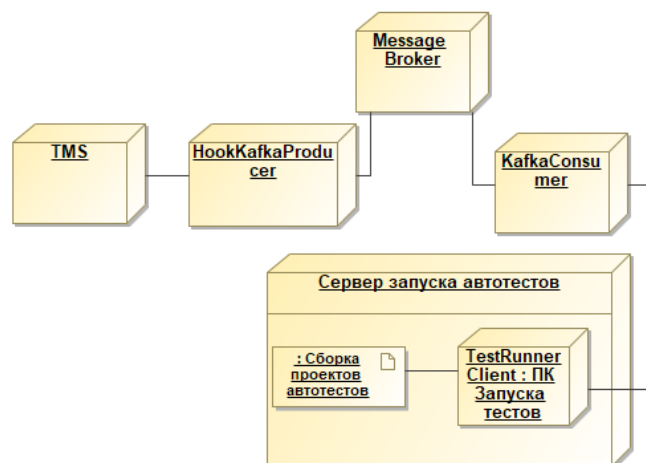 Message
Broker
TMS
HookKafkaProdu
cer
KafkaConsu
mer
Сервер запуска автотестов
: Сборка
проектов
автотестов
TestRunner
Client : ПК
Запуска
тестов